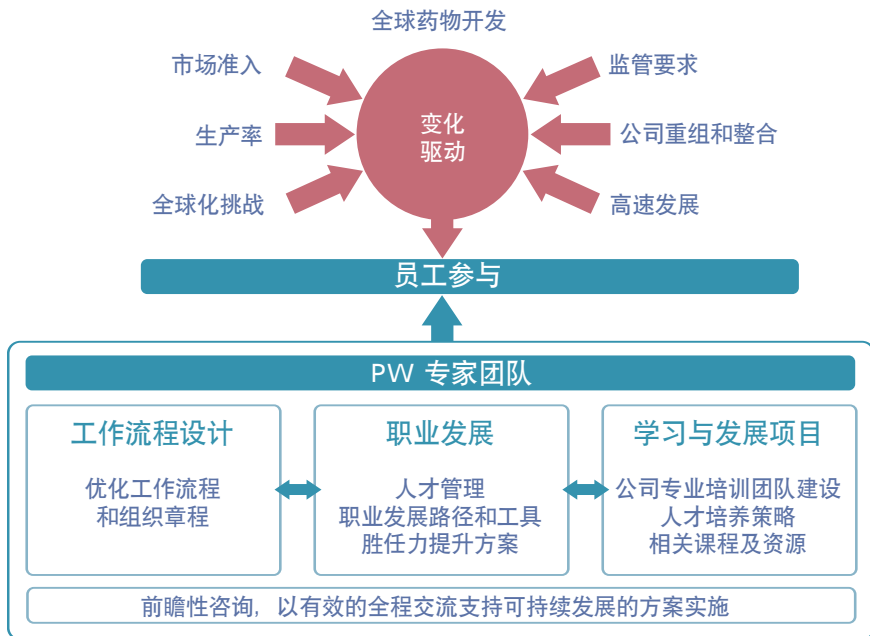 全球药物开发
市场准入
监管要求
变化
驱动
生产率
公司重组和整合
全球化挑战
高速发展
员工参与
PW 专家团队
工作流程设计
优化工作流程
和组织章程
职业发展
人才管理
职业发展路径和工具
胜任力提升方案
学习与发展项目
公司专业培训团队建设
人才培养策略
相关课程及资源
前瞻性咨询，以有效的全程交流支持可持续发展的方案实施